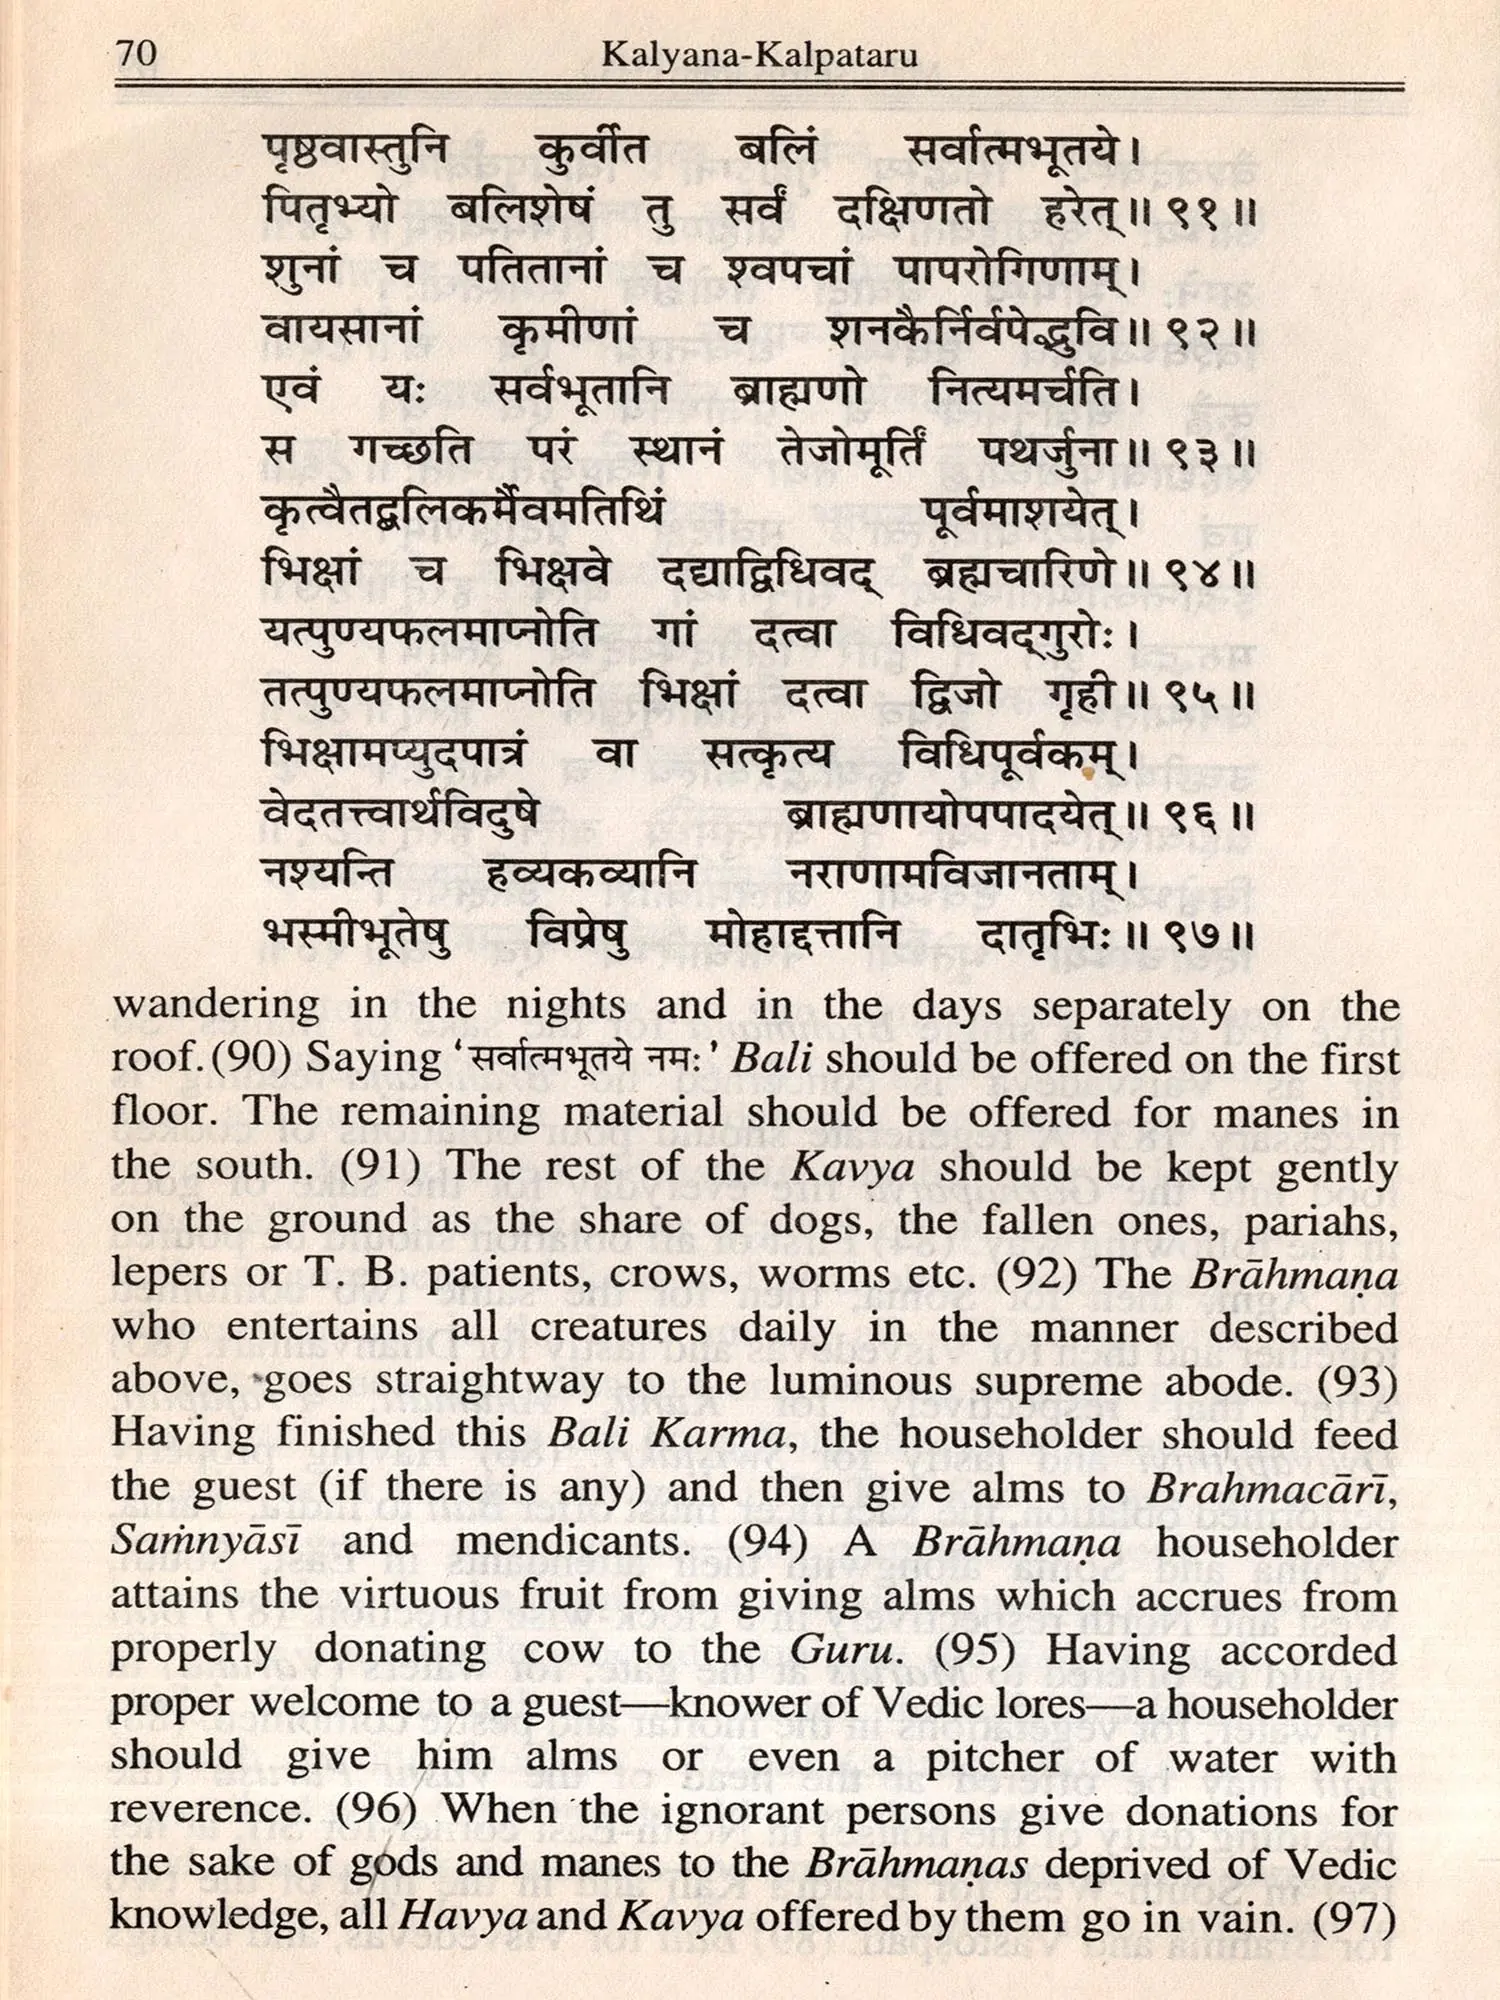 70 Kalyana-Kalpataru
पृष्ठवास्तुनि कुर्वीत बलिं सर्वात्मभूतये।
पितृभ्यो बलिशेषं तु सर्वं दक्षिणतो हरेत्॥ ९१॥
शुनां च पतितानां च श्वपचां पापरोगिणाम्।
वायसानां कृमीणां च शनकैर्निर्वपेद्भुवि॥ ९२॥
एवं यः सर्वभूतानि ब्राह्मणो नित्यमर्चति।
स गच्छति परं स्थानं तेजोमूर्तिं पथर्जुना॥ ९३॥
कृत्वैतद्बलिकर्मैवमतिथिं पूर्वमाशयेत्।
भिक्षां च भिक्षवे दद्याद्विधिवद् ब्रह्मचारिणे॥ ९४॥
यत्पुण्यफलमाप्नोति गां दत्वा विधिवद्गुरोः।
तत्पुण्यफलमाप्नोति भिक्षां दत्वा द्विजो गृही॥ ९५॥
भिक्षामप्युदपात्रं वा सत्कृत्य विधिपूर्वकम्।
वेदतत्त्वार्थविदुषे ब्राह्मणायोपपादयेत्॥ ९६॥
नश्यन्ति हव्यकव्यानि नराणामविजानताम्।
भस्मीभूतेषु विप्रेषु मोहाद्दत्तानि दातृभिः॥ ९७॥
wandering in the nights and in the days separately on the
roof.(90) Saying ‘सर्वात्मभूतये नमः’ Bali should be offered on the first
floor. The remaining material should be offered for manes in
the south. (91) The rest of the Kavya should be kept gently
on the ground as the share of dogs, the fallen ones, pariahs,
lepers or T. B. patients, crows, worms etc. (92) The Brāhmaṇa
who entertains all creatures daily in the manner described
above, goes straightway to the luminous supreme abode. (93)
Having finished this Bali Karma, the householder should feed
the guest (if there is any) and then give alms to Brahmacārī,
Saṁnyāsī and mendicants. (94) A Brāhmaṇa householder
attains the virtuous fruit from giving alms which accrues from
properly donating cow to the Guru. (95) Having accorded
proper welcome to a guest—knower of Vedic lores—a householder
should give him alms or even a pitcher of water with
reverence. (96) When the ignorant persons give donations for
the sake of gods and manes to the Brāhmaṇas deprived of Vedic
knowledge, all Havya and Kavya offered by them go in vain. (97)